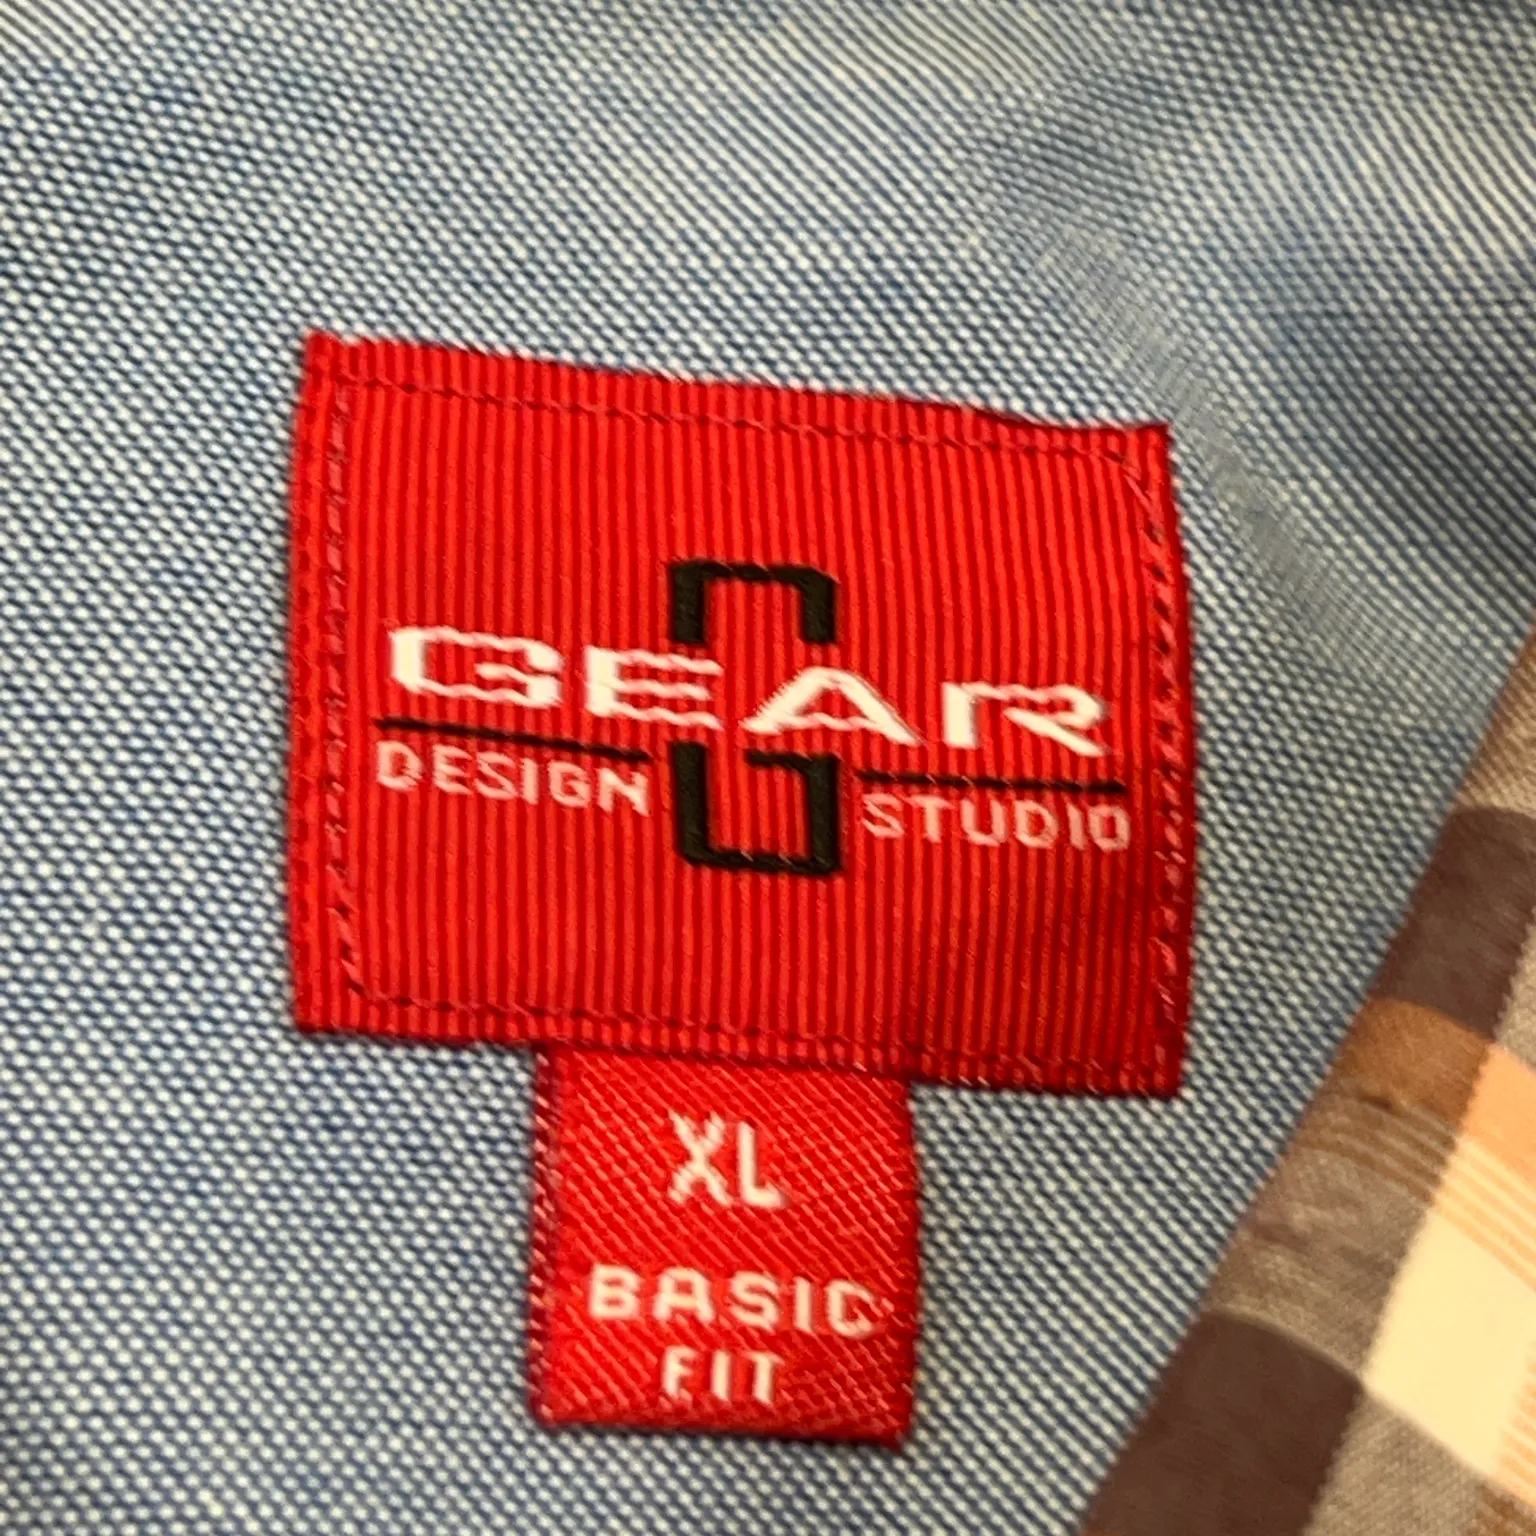 GEAR
DESIGN G STUDIO
XL
BASIC
FIT